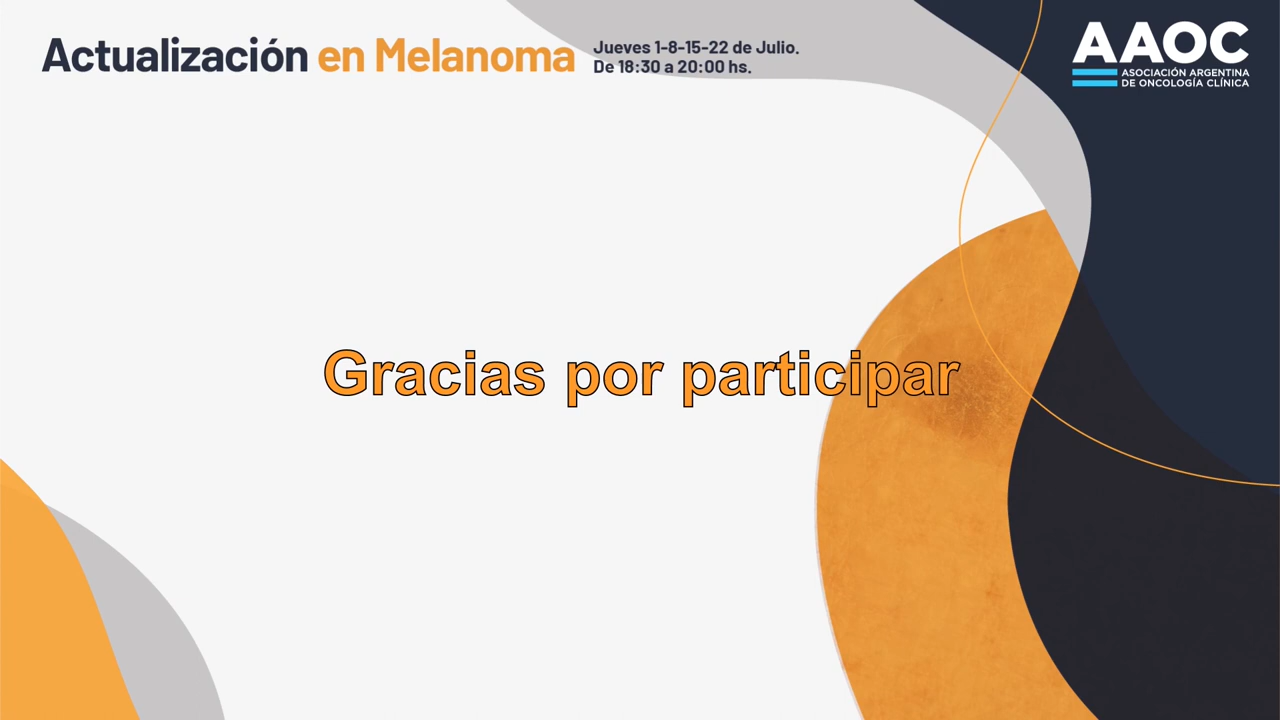 Actualización en Melanoma
Jueves 1-8-15-22 de Julio.
De 18:30 a 20:00 hs.
AAOC
ASOCIACIÓN ARGENTINA
DE ONCOLOGÍA CLÍNICA
Gracias por participar